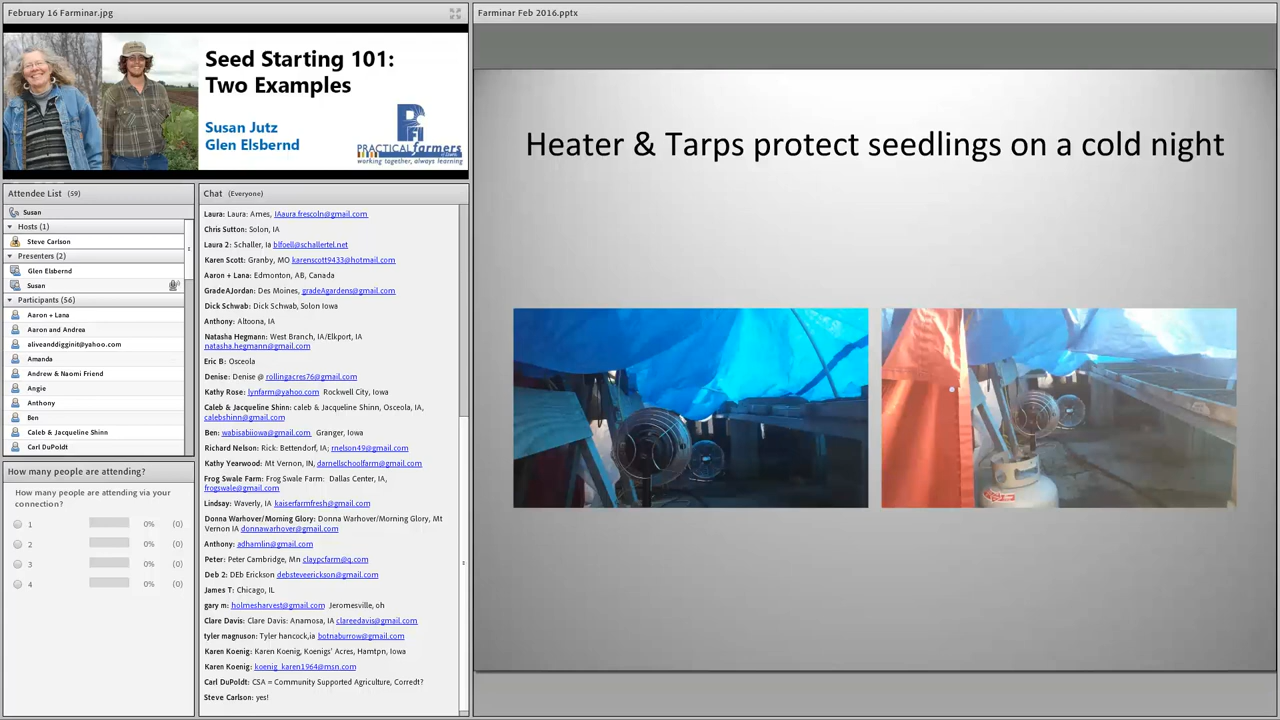 February 16 Farminar.jpg
Seed Starting 101:
Two Examples
Susan Jutz
Glen Elsbernd
PFI
PRACTICAL farmers
working together, always learning
Attendee List (59)
Susan
Hosts (1)
Steve Carlson
Presenters (2)
Glen Elsbernd
Susan
Participants (56)
Aaron + Lana
Aaron and Andrea
aliveanddigginit@yahoo.com
Amanda
Andrew & Naomi Friend
Angie
Anthony
Ben
Caleb & Jacqueline Shinn
Carl DuPoldt
How many people are attending?
How many people are attending via your
connection?
1 0% (0)
2 0% (0)
3 0% (0)
4 0% (0)
Chat (Everyone)
Laura: Laura: Ames, lAaura.frescoln@gmail.com
Chris Sutton: Solon, IA
Laura 2: Schaller, Ia blfoell@schallertel.net
Karen Scott: Granby, MO karenscott9433@hotmail.com
Aaron + Lana: Edmonton, AB, Canada
GradeAJordan: Des Moines, gradeAgardens@gmail.com
Dick Schwab: Dick Schwab, Solon Iowa
Anthony: Altoona, IA
Natasha Hegmann: West Branch, IA/Elkport, IA
natasha.hegmann@gmail.com
Eric B: Osceola
Denise: Denise @ rollingacres76@gmail.com
Kathy Rose: lynfarm@yahoo.com Rockwell City, Iowa
Caleb & Jacqueline Shinn: caleb & Jacqueline Shinn, Osceola, IA,
calebshinn@gmail.com
Ben: wabisabiiowa@gmail.com Granger, Iowa
Richard Nelson: Rick: Bettendorf, IA; rnelson49@gmail.com
Kathy Yearwood: Mt Vernon, IN, darnellschoolfarm@gmail.com
Frog Swale Farm: Frog Swale Farm: Dallas Center, IA,
frogswale@gmail.com
Lindsay: Waverly, IA kaiserfarmfresh@gmail.com
Donna Warhover/Morning Glory: Donna Warhover/Morning Glory, Mt
Vernon IA donnawarhover@gmail.com
Anthony: adhamlin@gmail.com
Peter: Peter Cambridge, Mn claypcfarm@q.com
Deb 2: DEb Erickson debsteveerickson@gmail.com
James T: Chicago, IL
gary m: holmesharvest@gmail.com Jeromesville, oh
Clare Davis: Clare Davis: Anamosa, IA clareedavis@gmail.com
tyler magnuson: Tyler hancock,ia botnaburrow@gmail.com
Karen Koenig: Karen Koenig, Koenigs' Acres, Hamtpn, Iowa
Karen Koenig: koenig_karen1964@msn.com
Carl DuPoldt: CSA = Community Supported Agriculture, Corredt?
Steve Carlson: yes!
Farminar Feb 2016.pptx
Heater & Tarps protect seedlings on a cold night